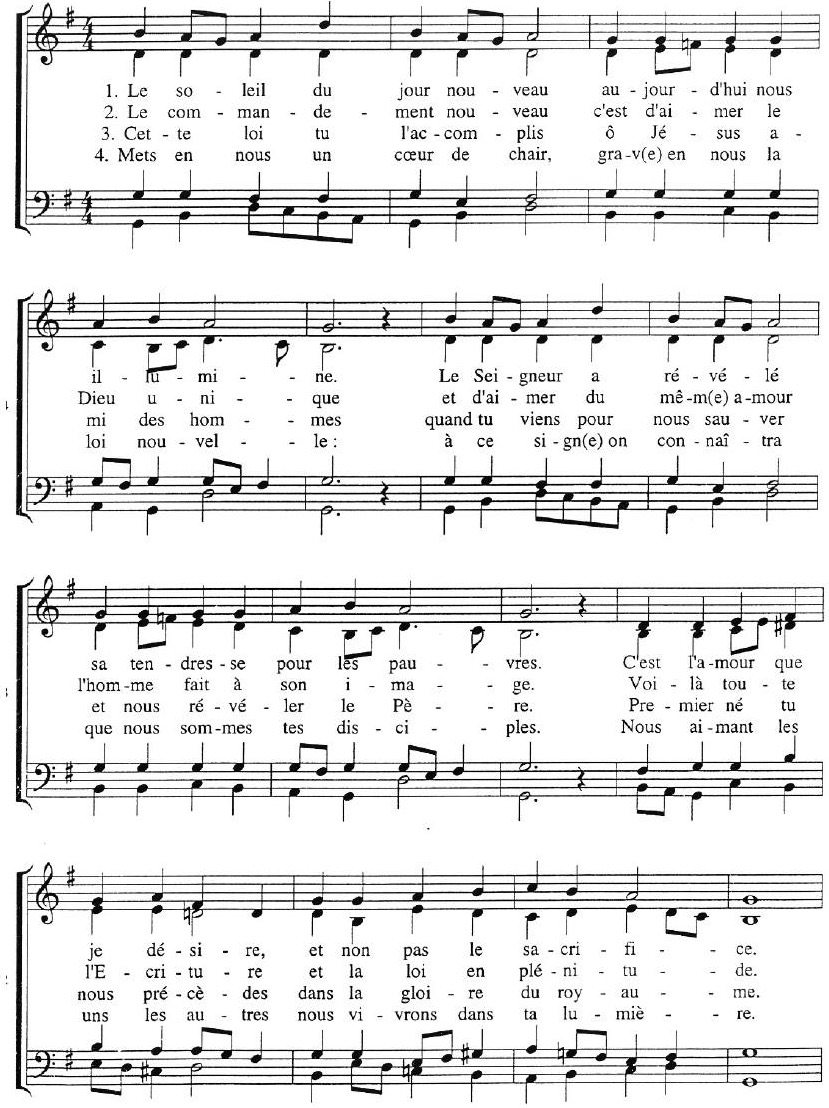 1. Le so - leil du jour nou - veau au - jour - d'hui nous
2. Le com - man - de - ment nou - veau c'est d'ai - mer le
3. Cet - te loi tu l'ac - com - plis ô Jé - sus a -
4. Mets en nous un cœur de chair, gra - v(e) en nous la
il - lu - mi - ne. Le Sei - gneur a ré - vé - lé
Dieu u - ni - que et d'ai - mer du mê - m(e) a - mour
mi des hom - mes quand tu viens pour nous sau - ver
loi nou - vel - le : à ce si - gn(e) on con - naî - tra
sa ten - dres - se pour les pau - vres. C'est l'a - mour que
l'hom - me fait à son i - ma - ge. Voi - là tou - te
et nous ré - vé - ler le Pè - re. Pre - mier né tu
que nous som - mes tes dis - ci - ples. Nous ai - mant les
je dé - si - re, et non pas le sa - cri - fi - ce.
l'E - cri - tu - re et la loi en plé - ni - tu - de.
nous pré - cè - des dans la gloi - re du roy - au - me.
uns les au - tres nous vi - vrons dans ta lu - miè - re.